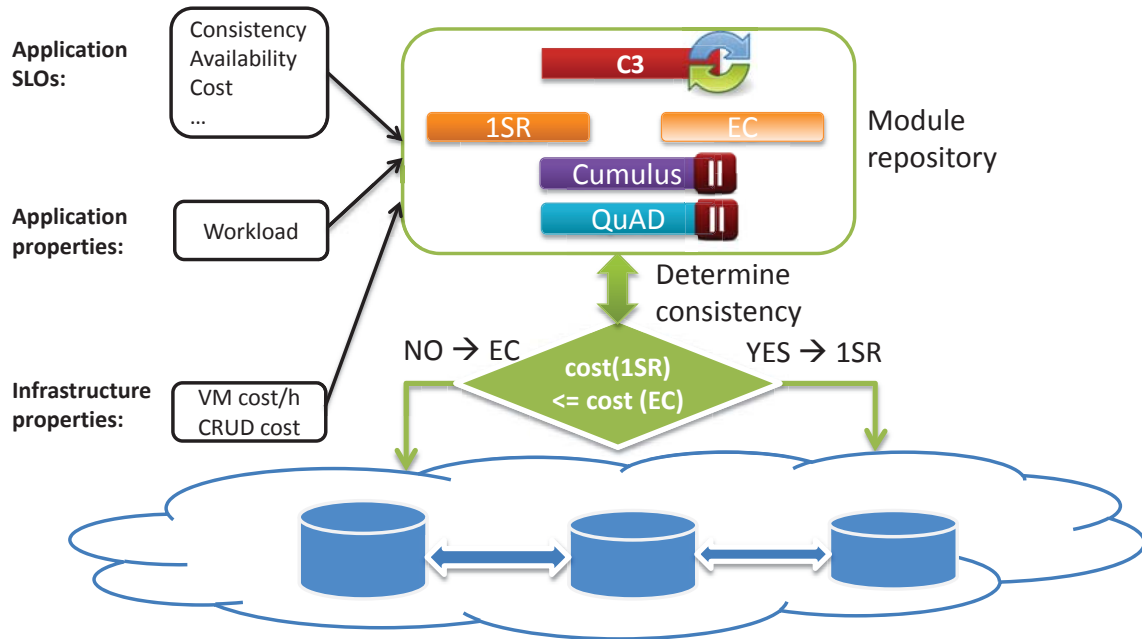 Application
SLOs:
Consistency
Availability
Cost
...
Application
properties:
Workload
Infrastructure
properties:
VM cost/h
CRUD cost
C3
1SR
EC
Cumulus
QuAD
Module
repository
Determine
consistency
NO → EC
YES → 1SR
cost(1SR)
<= cost (EC)